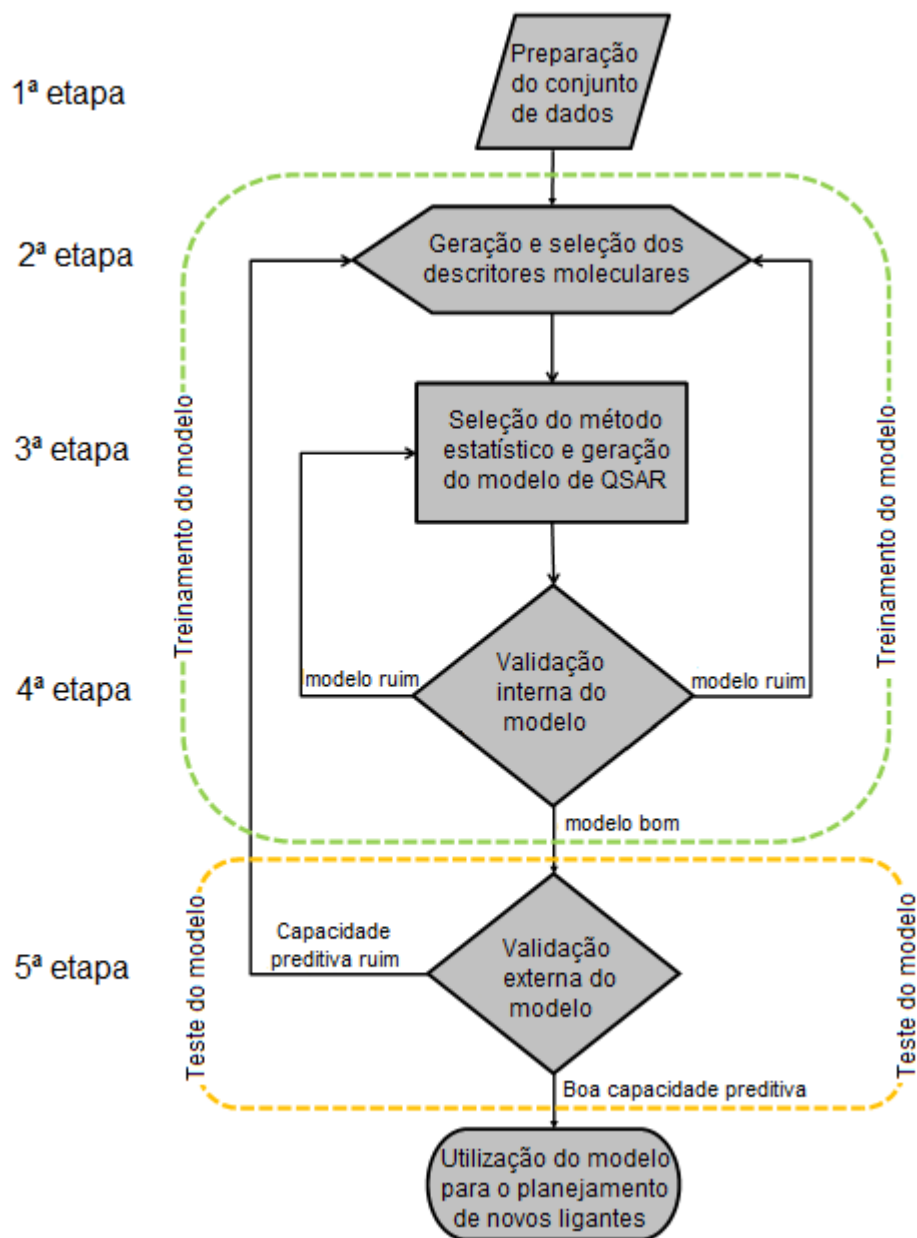 1ª etapa
Preparação
do conjunto
de dados
2ª etapa
Geração e seleção dos
descritores moleculares
3ª etapa
Seleção do método
estatístico e geração
do modelo de QSAR
Treinamento do modelo
Treinamento do modelo
4ª etapa
modelo ruim
Validação
interna do
modelo
modelo ruim
modelo bom
5ª etapa
Teste do modelo
Capacidade
preditiva ruim
Validação
externa do
modelo
Teste do modelo
Boa capacidade preditiva
Utilização do modelo
para o planejamento
de novos ligantes